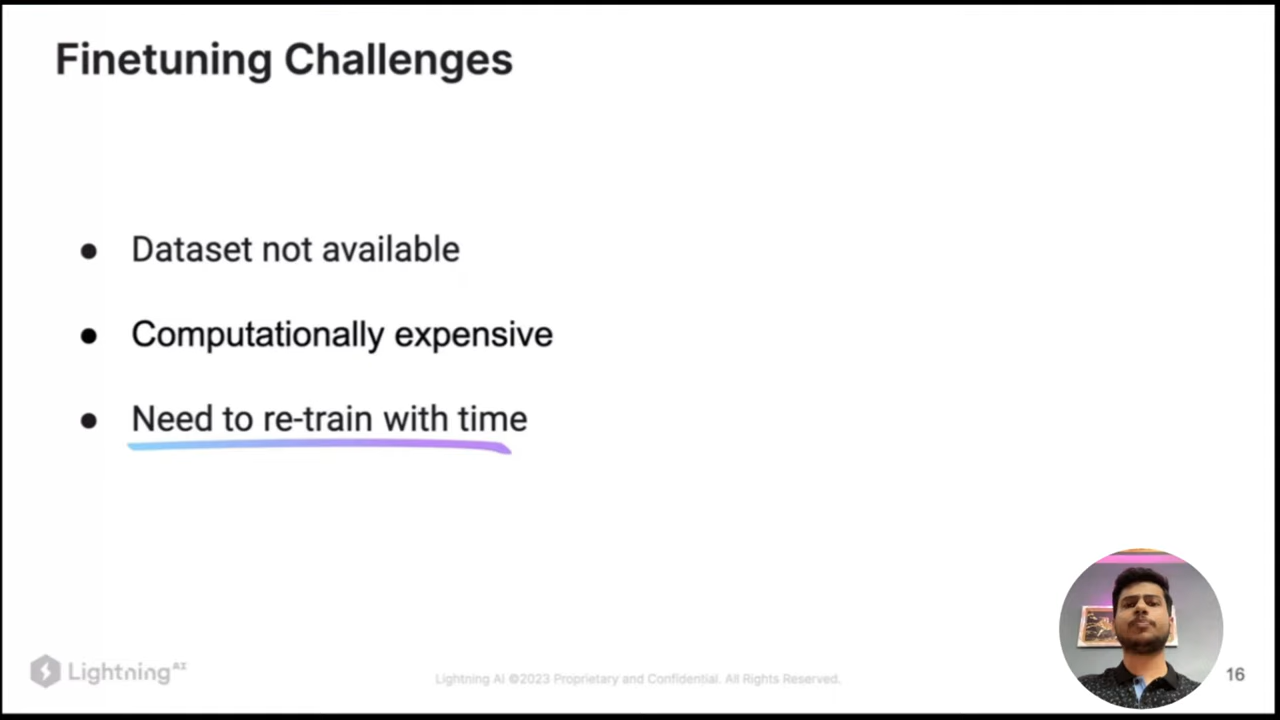 Finetuning Challenges
● Dataset not available
● Computationally expensive
● Need to re-train with time
Lightning AI
Lightning AI ©2023 Proprietary and Confidential. All Rights Reserved.
16